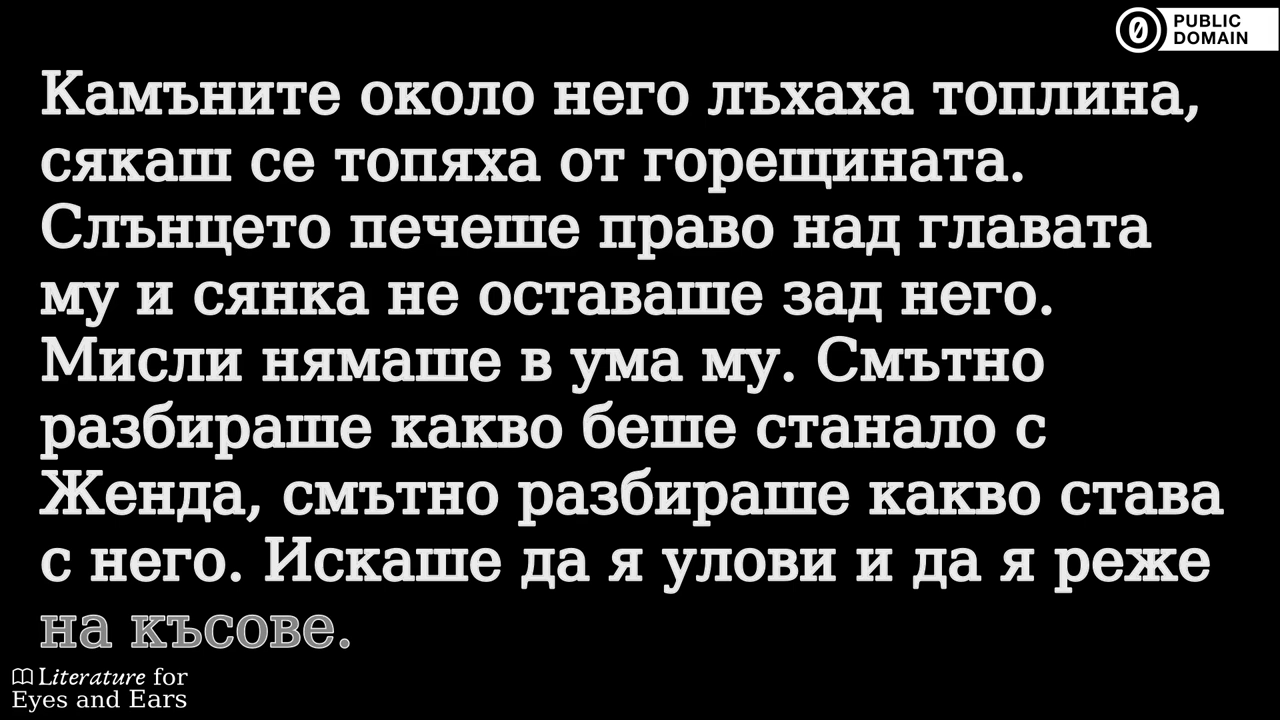 PUBLIC
DOMAIN
Камъните около него лъхаха топлина,
сякаш се топяха от горещината.
Слънцето печеше право над главата
му и сянка не оставаше зад него.
Мисли нямаше в ума му. Смътно
разбираше какво беше станало с
Женда, смътно разбираше какво става
с него. Искаше да я улови и да я реже
на късове.
Literature for
Eyes and Ears